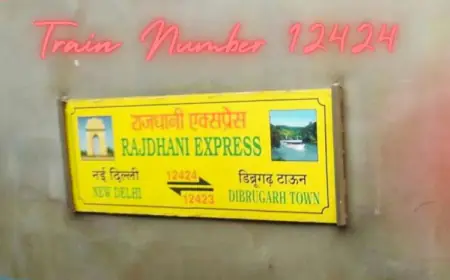 Train Number 12424
राजधानी एक्सप्रेस
RAJDHANI EXPRESS
नई दिल्ली 12424 डिब्रूगढ़ टाऊन
NEW DELHI 12423 DIBRUGARH TOWN